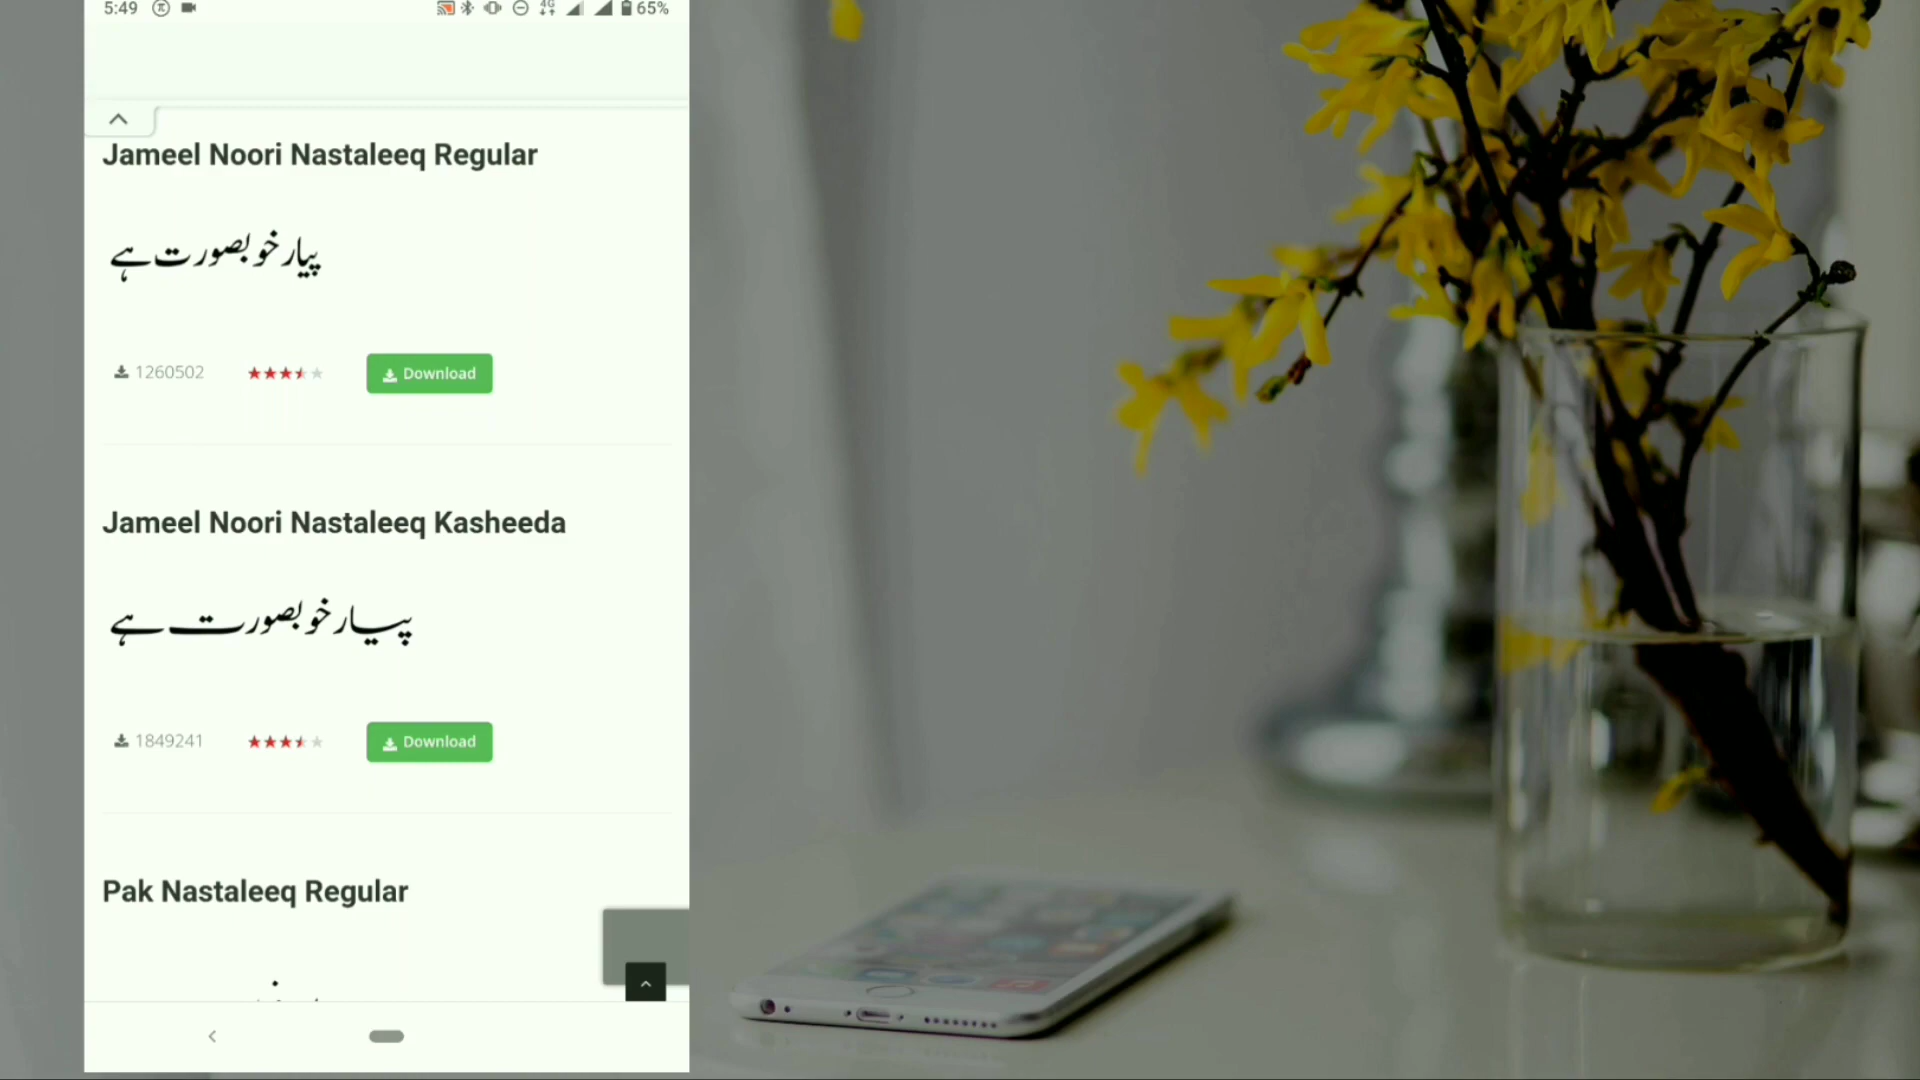 5:49
4G
65%
Jameel Noori Nastaleeq Regular
پیار خوبصورت ہے
1260502
Download
Jameel Noori Nastaleeq Kasheeda
پیار خوبصورت ہے
1849241
Download
Pak Nastaleeq Regular